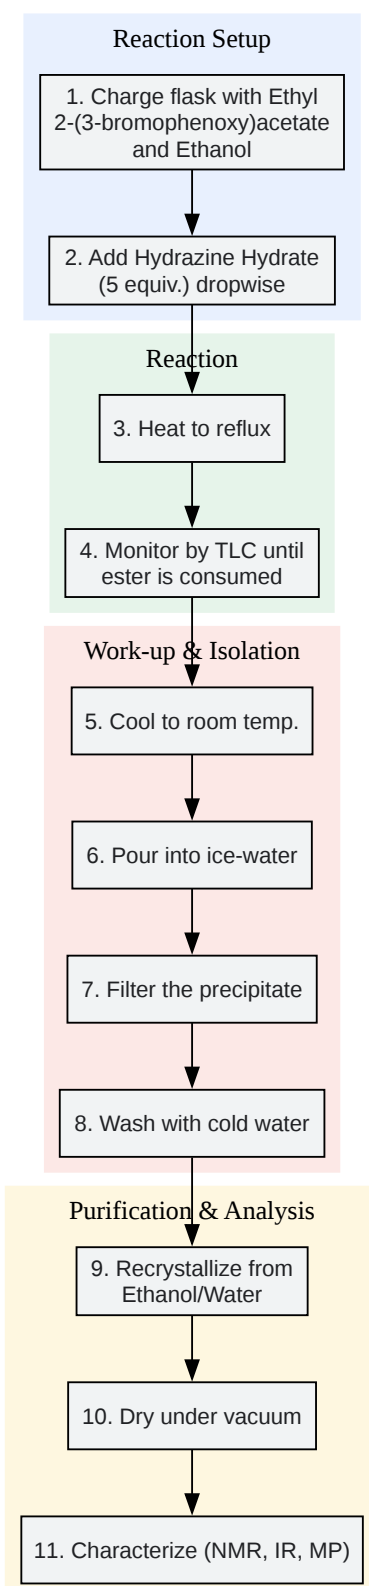 Reaction Setup
1. Charge flask with Ethyl
2-(3-bromophenoxy)acetate
and Ethanol
2. Add Hydrazine Hydrate
(5 equiv.) dropwise
Reaction
3. Heat to reflux
4. Monitor by TLC until
ester is consumed
Work-up & Isolation
5. Cool to room temp.
6. Pour into ice-water
7. Filter the precipitate
8. Wash with cold water
Purification & Analysis
9. Recrystallize from
Ethanol/Water
10. Dry under vacuum
11. Characterize (NMR, IR, MP)